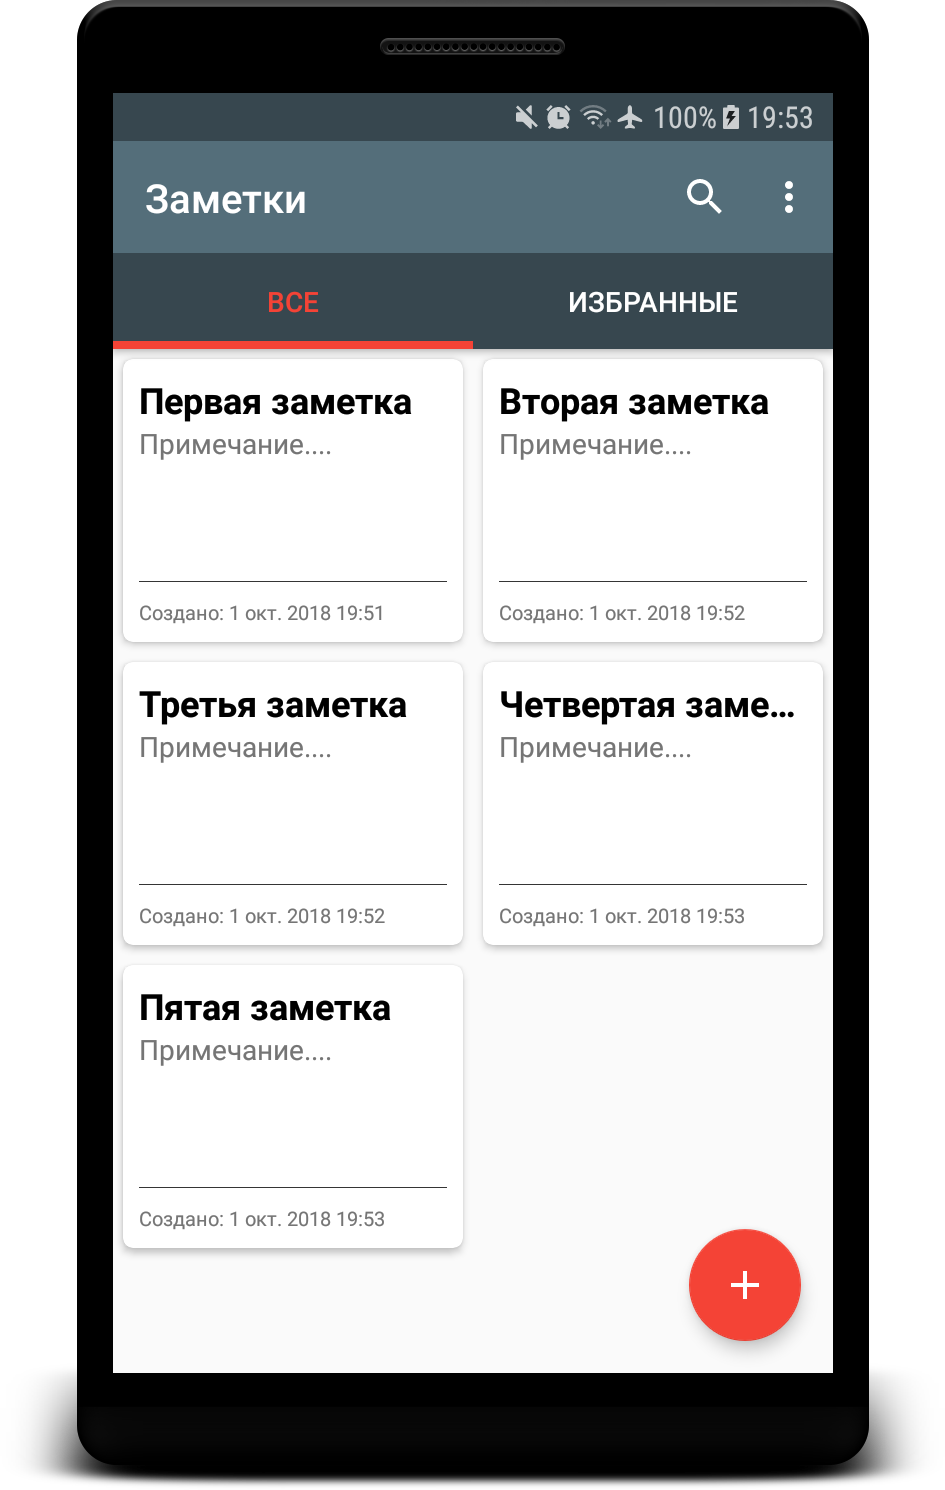 100% 19:53
Заметки
ВСЕ ИЗБРАННЫЕ
Первая заметка
Примечание....
Создано: 1 окт. 2018 19:51
Вторая заметка
Примечание....
Создано: 1 окт. 2018 19:52
Третья заметка
Примечание....
Создано: 1 окт. 2018 19:52
Четвертая заме...
Примечание....
Создано: 1 окт. 2018 19:53
Пятая заметка
Примечание....
Создано: 1 окт. 2018 19:53